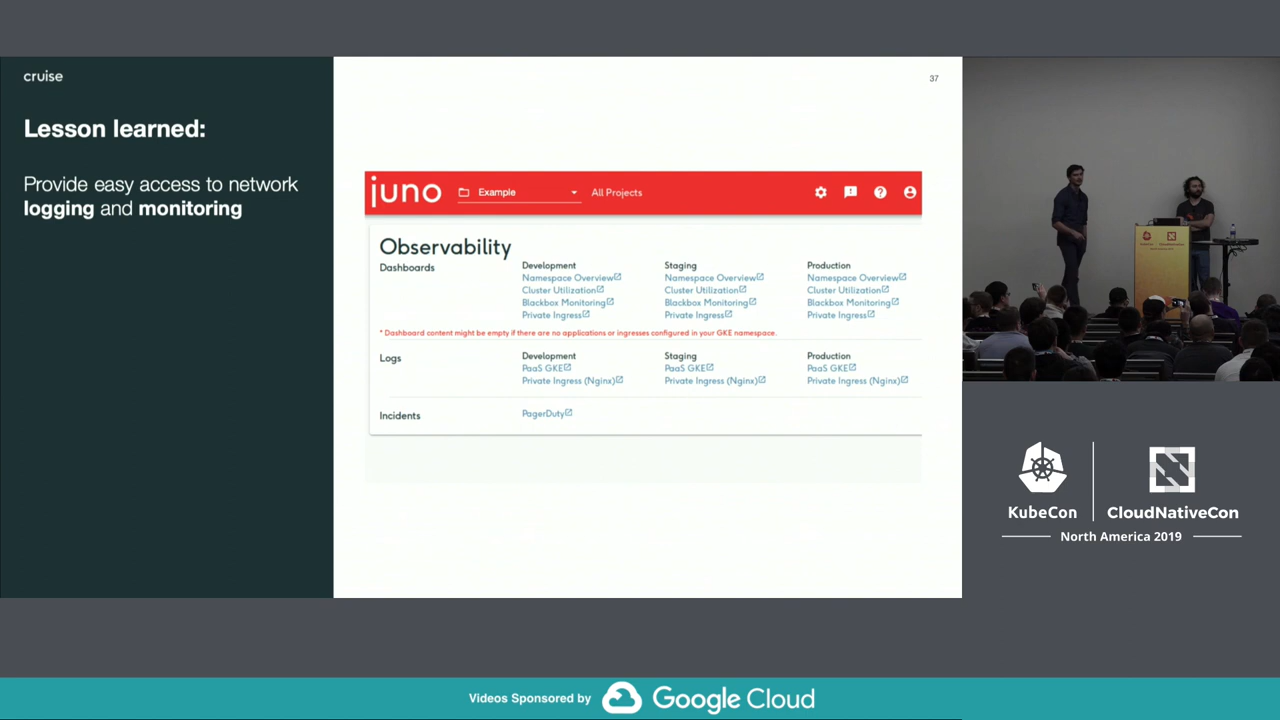 cruise
Lesson learned:
Provide easy access to network
logging and monitoring
37
juno
Example
All Projects
Observability
Dashboards
Development
Namespace Overview
Cluster Utilization
Blackbox Monitoring
Private Ingress
Staging
Namespace Overview
Cluster Utilization
Blackbox Monitoring
Private Ingress
Production
Namespace Overview
Cluster Utilization
Blackbox Monitoring
Private Ingress
* Dashboard content might be empty if there are no applications or ingresses configured in your GKE namespace.
Logs
Development
PaaS GKE
Private Ingress (Nginx)
Staging
PaaS GKE
Private Ingress (Nginx)
Production
PaaS GKE
Private Ingress (Nginx)
Incidents
PagerDuty
KubeCon
CloudNativeCon
North America 2019
Videos Sponsored by
Google Cloud